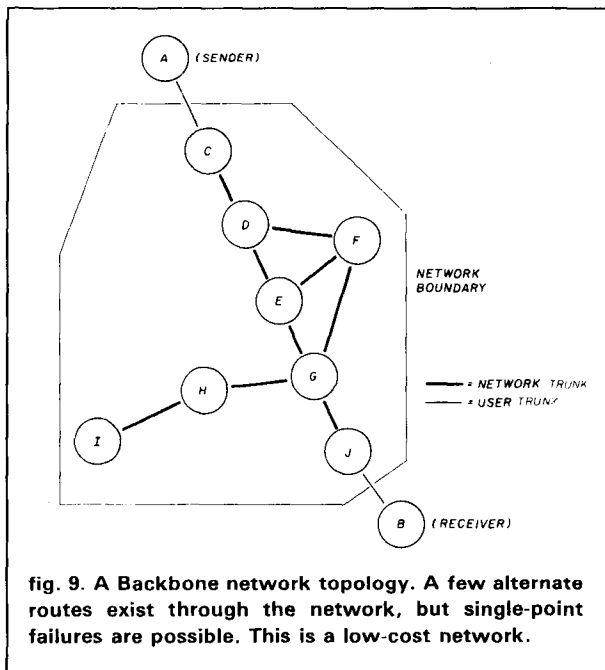 A (SENDER)
C
D
F
NETWORK
BOUNDARY
E
G
H
= NETWORK TRUNK
= USER TRUNK
I
J
B (RECEIVER)
fig. 9. A Backbone network topology. A few alternate
routes exist through the network, but single-point
failures are possible. This is a low-cost network.